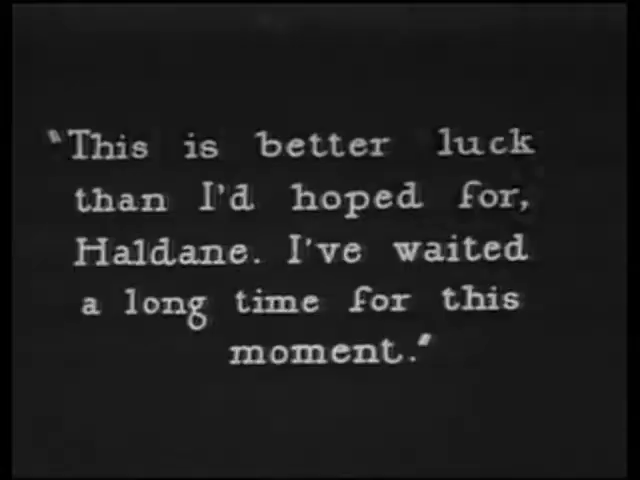 "This is better luck
than I'd hoped for,
Haldane. I've waited
a long time for this
moment."